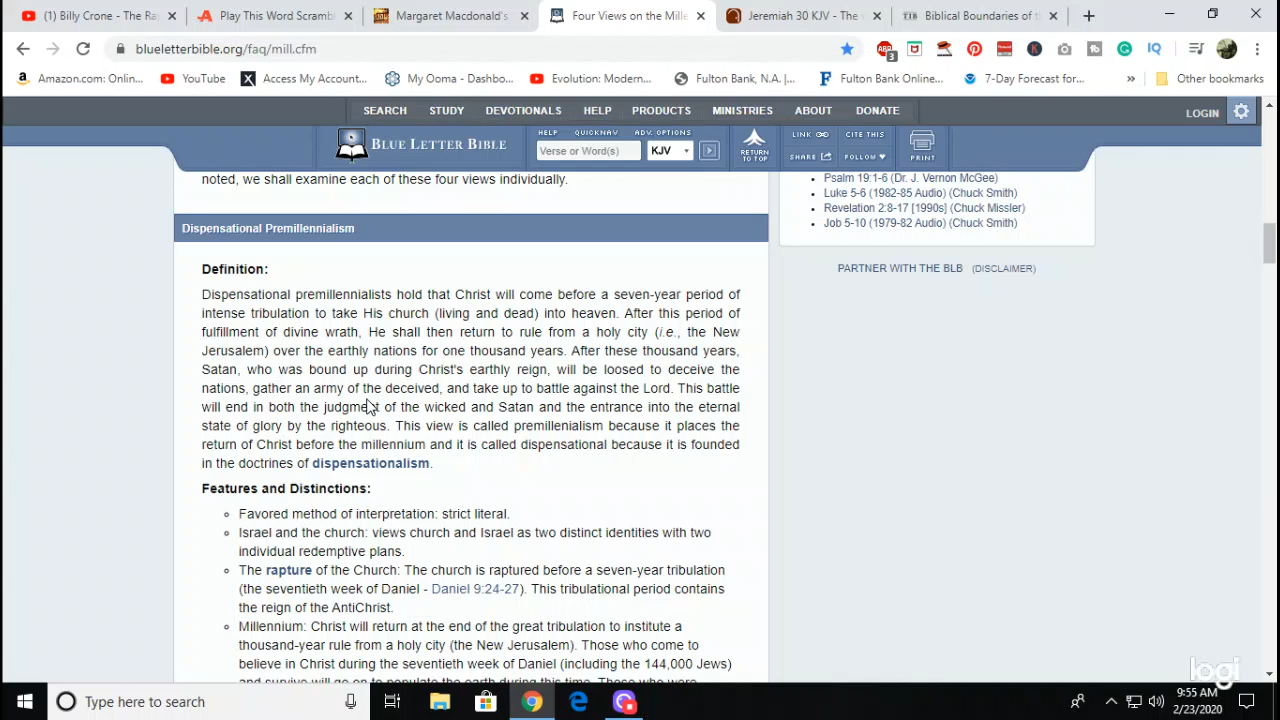 (1) Billy Crone - The Ra
Play This Word Scrambl
Margaret Macdonald's
Four Views on the Mille
Jeremiah 30 KJV - The
Biblical Boundaries of th
blueletterbible.org/faq/mill.cfm
3
Amazon.com: Onlin...
YouTube
Access My Account...
My Ooma - Dashbo...
Evolution: Modern...
Fulton Bank, N.A. |...
Fulton Bank Online...
7-Day Forecast for...
Other bookmarks
SEARCH STUDY DEVOTIONALS HELP PRODUCTS MINISTRIES ABOUT DONATE
LOGIN
BLUE LETTER BIBLE
HELP QUICKNAV ADV. OPTIONS
Verse or Word(s)
KJV
RETURN
TO TOP
LINK
CITE THIS
SHARE
FOLLOW
PRINT
noted, we shall examine each of these four views individually.
Dispensational Premillennialism
Definition:
Dispensational premillennialists hold that Christ will come before a seven-year period of
intense tribulation to take His church (living and dead) into heaven. After this period of
fulfillment of divine wrath, He shall then return to rule from a holy city (i.e., the New
Jerusalem) over the earthly nations for one thousand years. After these thousand years,
Satan, who was bound up during Christ's earthly reign, will be loosed to deceive the
nations, gather an army of the deceived, and take up to battle against the Lord. This battle
will end in both the judgment of the wicked and Satan and the entrance into the eternal
state of glory by the righteous. This view is called premillenialism because it places the
return of Christ before the millennium and it is called dispensational because it is founded
in the doctrines of dispensationalism.
Features and Distinctions:
Favored method of interpretation: strict literal.
Israel and the church: views church and Israel as two distinct identities with two
individual redemptive plans.
The rapture of the Church: The church is raptured before a seven-year tribulation
(the seventieth week of Daniel - Daniel 9:24-27). This tribulational period contains
the reign of the AntiChrist.
Millennium: Christ will return at the end of the great tribulation to institute a
thousand-year rule from a holy city (the New Jerusalem). Those who come to
believe in Christ during the seventieth week of Daniel (including the 144,000 Jews)
and survive will go on to populate the earth during this time. Those who were
Psalm 19:1-6 (Dr. J. Vernon McGee)
Luke 5-6 (1982-85 Audio) (Chuck Smith)
Revelation 2:8-17 [1990s] (Chuck Missler)
Job 5-10 (1979-82 Audio) (Chuck Smith)
PARTNER WITH THE BLB (DISCLAIMER)
logi
Type here to search
9:55 AM
2/23/2020